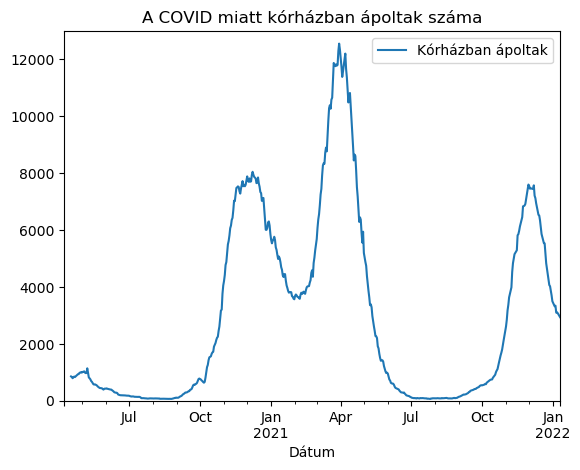 A COVID miatt kórházban ápoltak száma
Kórházban ápoltak
12000
10000
8000
6000
4000
2000
0
Jul Oct Jan Apr Jul Oct Jan
2021 2022
Dátum